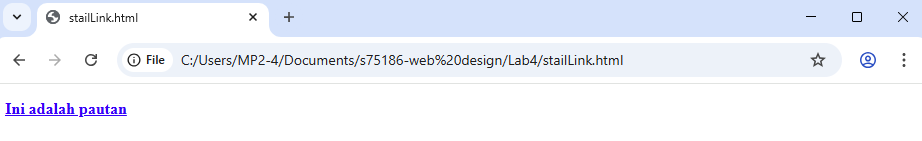 stailLink.html
File
C:/Users/MP2-4/Documents/s75186-web%20design/Lab4/stailLink.html
Ini adalah pautan